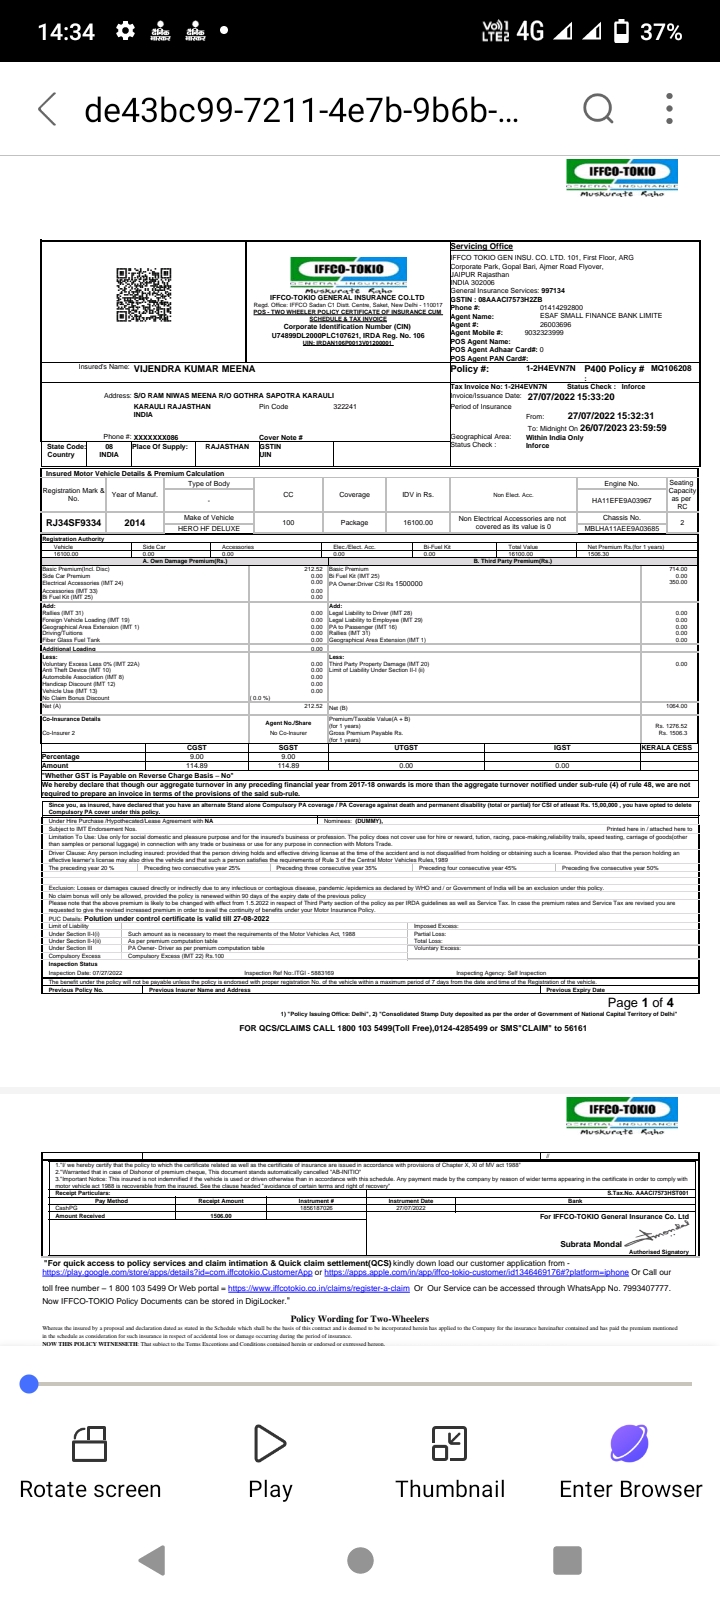 14:34
दैनिक भास्कर दैनिक भास्कर
Vo)) 1 LTE2 4G 37%
de43bc99-7211-4e7b-9b6b-...
IFFCO-TOKIO
GENERAL INSURANCE
Muskurate Raho
Servicing Office
IFFCO TOKIO GEN INSU. CO. LTD. 101, First Floor, ARG
Corporate Park, Gopal Bari, Ajmer Road Flyover,
JAIPUR Rajasthan
INDIA 302006
General Insurance Services: 997134
GSTIN : 08AAACI7573H2ZB
Phone #: 01414292800
Agent Name: ESAF SMALL FINANCE BANK LIMITE
Agent #: 26003696
Agent Mobile #: 9032323999
POS Agent Name:
POS Agent Adhaar Card#: 0
POS Agent PAN Card#:
IFFCO-TOKIO
Muskurate Raho
IFFCO-TOKIO GENERAL INSURANCE CO.LTD
Regd. Office: IFFCO Sadan C1 Distt. Centre, Saket, New Delhi - 110017
POS - TWO WHEELER POLICY CERTIFICATE OF INSURANCE CUM
SCHEDULE & TAX INVOICE
Corporate Identification Number (CIN)
U74899DL2000PLC107621, IRDA Reg. No. 106
UIN: IRDAN106P0013V01200001
Insured's Name: VIJENDRA KUMAR MEENA
Policy #: 1-2H4EVN7N P400 Policy # MQ106208
:
Address: S/O RAM NIWAS MEENA R/O GOTHRA SAPOTRA KARAULI
KARAULI RAJASTHAN Pin Code 322241
INDIA
Phone #: XXXXXXX086 Cover Note #
Tax Invoice No: 1-2H4EVN7N Status Check : Inforce
Invoice/Issuance Date: 27/07/2022 15:33:20
Period of Insurance
From: 27/07/2022 15:32:31
To: Midnight On 26/07/2023 23:59:59
Geographical Area: Within India Only
Status Check : Inforce
State Code: 08 Place Of Supply: RAJASTHAN GSTIN
Country INDIA UIN
Insured Motor Vehicle Details & Premium Calculation
Registration Mark & No. Year of Manuf. Type of Body CC Coverage IDV in Rs. Non Elect. Acc. Engine No. Seating Capacity as per RC
- HA11EFE9A03967
RJ34SF9334 2014 Make of Vehicle 100 Package 16100.00 Non Electrical Accessories are not covered as its value is 0 Chassis No. 2
HERO HF DELUXE MBLHA11AEE9A03685
Registration Authority
Vehicle Side Car Accessories Elec./Elect. Acc. Bi-Fuel Kit Total Value Net Premium Rs.(for 1 years)
16100.00 0.00 0.00 0.00 0.00 16100.00 1506.30
A. Own Damage Premium(Rs.) B. Third Party Premium(Rs.)
Basic Premium(Incl. Disc) 212.52 Basic Premium 714.00
Side Car Premium 0.00 Bi Fuel Kit (IMT 25) 0.00
Electrical Accessories (IMT 24) 0.00 PA Owner:Driver CSI Rs 1500000 350.00
Accessories (IMT 33) 0.00
Bi Fuel Kit (IMT 25) 0.00
Add: Add:
Rallies (IMT 31) 0.00 Legal Liability to Driver (IMT 28) 0.00
Foreign Vehicle Loading (IMT 19) 0.00 Legal Liability to Employee (IMT 29) 0.00
Geographical Area Extension (IMT 1) 0.00 PA to Passenger (IMT 16) 0.00
Driving/Tuitions 0.00 Rallies (IMT 31) 0.00
Fiber Glass Fuel Tank 0.00 Geographical Area Extension (IMT 1) 0.00
Additional Loading 0.00
Less: Less:
Voluntary Excess Less 0% (IMT 22A) 0.00 Third Party Property Damage (IMT 20) 0.00
Anti Theft Device (IMT 10) 0.00 Limit of Liability Under Section II-I (ii)
Automobile Association (IMT 8) 0.00
Handicap Discount (IMT 12) 0.00
Vehicle Use (IMT 13) 0.00
No Claim Bonus Discount ( 0.0 %)
Net (A) 212.52 Net (B) 1064.00
Co-Insurance Details Agent No./Share Premium/Taxable Value(A + B)
(for 1 years) Rs. 1276.52
Co-Insurer 2 No Co-Insurer Gross Premium Payable Rs. Rs. 1506.3
(for 1 years)
CGST SGST UTGST IGST KERALA CESS
Percentage 9.00 9.00
Amount 114.89 114.89 0.00 0.00
"Whether GST is Payable on Reverse Charge Basis – No"
We hereby declare that though our aggregate turnover in any preceding financial year from 2017-18 onwards is more than the aggregate turnover notified under sub-rule (4) of rule 48, we are not
required to prepare an invoice in terms of the provisions of the said sub-rule.
Since you, as insured, have declared that you have an alternate Stand alone Compulsory PA coverage / PA Coverage against death and permanent disability (total or partial) for CSI of atleast Rs. 15,00,000 , you have opted to delete
Compulsory PA cover under this policy.
Under Hire Purchase /Hypothecated/Lease Agreement with NA Nominees: (DUMMY),
Subject to IMT Endorsement Nos. Printed here in / attached here to
Limitation To Use: Use only for social domestic and pleasure purpose and for the insured's business or profession. The policy does not cover use for hire or reward, tution, racing, pace-making,reliability trails, speed testing, carriage of goods(other
than samples or personal luggage) in connection with any trade or business or use for any purpose in connection with Motors Trade.
Driver Clause: Any person including insured: provided that the person driving holds and effective driving license at the time of the accident and is not disqualified from holding or obtaining such a license. Provided also that the person holding an
effective learner's license may also drive the vehicle and that such a person satisfies the requirements of Rule 3 of the Central Motor Vehicles Rules,1989
The preceding year 20 % Preceding two consecutive year 25% Preceding three consecutive year 35% Preceding four consecutive year 45% Preceding five consecutive year 50%
Exclusion: Losses or damages caused directly or indirectly due to any infectious or contagious disease, pandemic /epidemics as declared by WHO and / or Government of India will be an exclusion under this policy.
No claim bonus will only be allowed, provided the policy is renewed within 90 days of the expiry date of the previous policy
Please note that the above premium is likely to be changed with effect from 1.5.2022 in respect of Third Party section of the policy as per IRDA guidelines as well as Service Tax. In case the premium rates and Service Tax are revised you are
requested to give the revised increased premium in order to avail the continuity of benefits under your Motor Insurance Policy.
PUC Details: Polution under control certificate is valid till 27-08-2022
Limit of Liability Imposed Excess:
Under Section II-I(i) Such amount as is necessary to meet the requirements of the Motor Vehicles Act, 1988 Partial Loss:
Under Section II-I(ii) As per premium computation table Total Loss:
Under Section III PA Owner- Driver as per premium computation table Voluntary Excess:
Compulsory Excess Compulsory Excess (IMT 22) Rs.100
Inspection Status
Inspection Date: 07/27/2022 Inspection Ref No.:ITGI - 5883169 Inspecting Agency: Self Inspection
The benefit under the policy will not be payable unless the policy is endorsed with proper registration No. of the vehicle within a maximum period of 7 days from the date and time of the Registration of the vehicle.
Previous Policy No. Previous Insurer Name and Address Previous Expiry Date
Page 1 of 4
1) "Policy Issuing Office: Delhi", 2) "Consolidated Stamp Duty deposited as per the order of Government of National Capital Territory of Delhi"
FOR QCS/CLAIMS CALL 1800 103 5499(Toll Free),0124-4285499 or SMS"CLAIM" to 56161
IFFCO-TOKIO
GENERAL INSURANCE
Muskurate Raho
//
1."I/ we hereby certify that the policy to which the certificate related as well as the certificate of insurance are issued in accordance with provisions of Chapter X, XI of MV act 1988"
2."Warranted that in case of Dishonor of premium cheque, This document stands automatically cancelled "AB-INITIO"
3."Important Notice: This insured is not indemnified if the vehicle is used or driven otherwise than in accordance with this schedule. Any payment made by the company by reason of wider terms appearing in the certificate in order to comply with
motor vehicle act 1988 is recoverable from the insured. See the clause headed "avoidance of certain terms and right of recovery"
Receipt Particulars: S.Tax.No. AAACI7573HST001
Pay Method Receipt Amount Instrument # Instrument Date Bank
CashPG 1856187026 27/07/2022
Amount Received 1506.00 For IFFCO-TOKIO General Insurance Co. Ltd
Subrata Mondal
Authorised Signatory
"For quick access to policy services and claim intimation & Quick claim settlement(QCS) kindly down load our customer application from -
https://play.google.com/store/apps/details?id=com.iffcotokio.CustomerApp or https://apps.apple.com/in/app/iffco-tokio-customer/id1346469176#?platform=iphone Or Call our
toll free number – 1 800 103 5499 Or Web portal = https://www.iffcotokio.co.in/claims/register-a-claim Or Our Service can be accessed through WhatsApp No. 7993407777.
Now IFFCO-TOKIO Policy Documents can be stored in DigiLocker."
Policy Wording for Two-Wheelers
Whereas the insured by a proposal and declaration dated as stated in the Schedule which shall be the basis of this contract and is deemed to be incorporated herein has applied to the Company for the insurance hereinafter contained and has paid the premium mentioned
in the schedule as consideration for such insurance in respect of accidental loss or damage occurring during the period of insurance.
NOW THIS POLICY WITNESSETH: That subject to the Terms Exceptions and Conditions contained herein or endorsed or expressed hereon.
Rotate screen Play Thumbnail Enter Browser